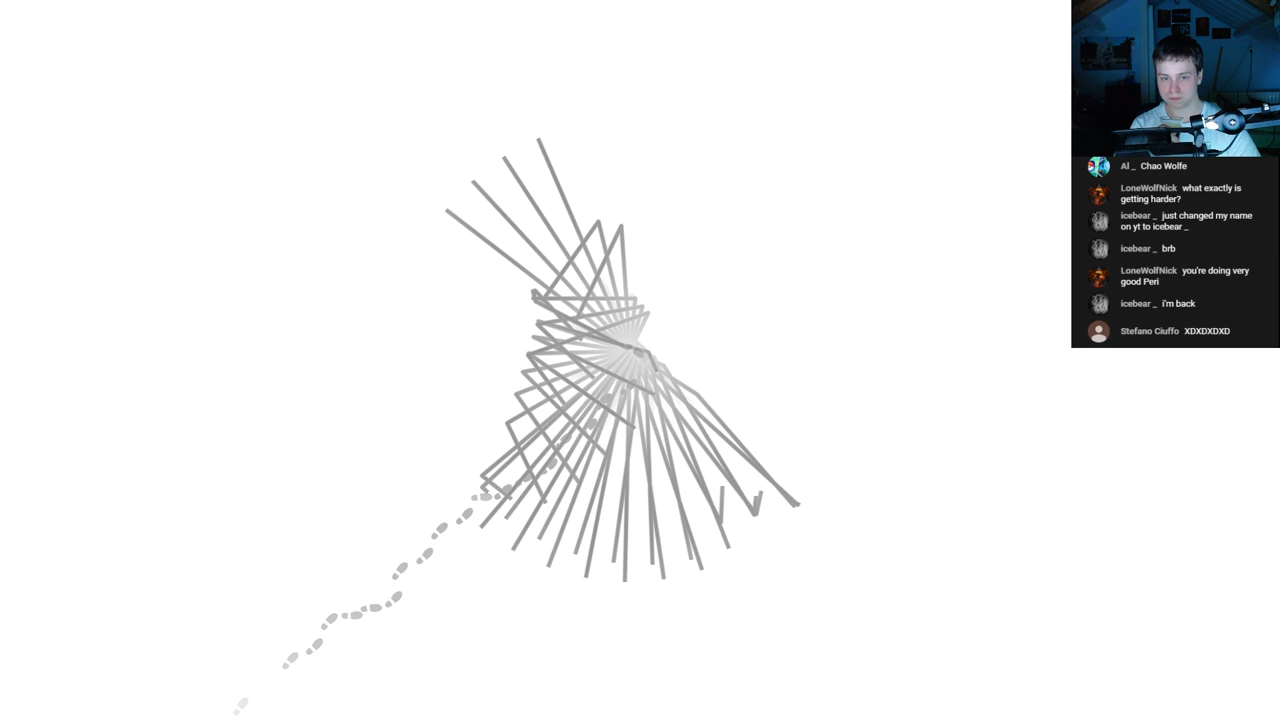 Al _ Chao Wolfe
LoneWolfNick what exactly is
getting harder?
icebear _ just changed my name
on yt to icebear _
icebear _ brb
LoneWolfNick you're doing very
good Peri
icebear _ i'm back
Stefano Ciuffo XDXDXDXD